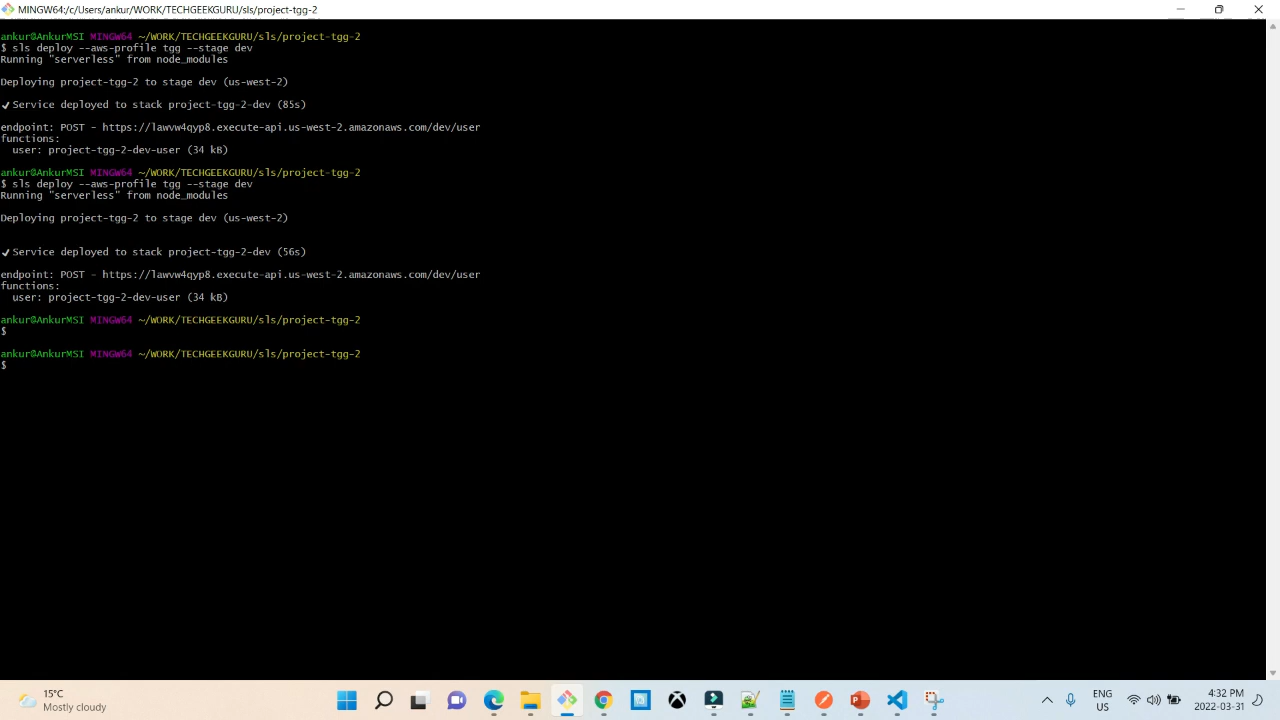 MINGW64:/c/Users/ankur/WORK/TECHGEEKGURU/sls/project-tgg-2
ankur@AnkurMSI MINGW64 ~/WORK/TECHGEEKGURU/sls/project-tgg-2
$ sls deploy --aws-profile tgg --stage dev
Running "serverless" from node_modules
Deploying project-tgg-2 to stage dev (us-west-2)
✔ Service deployed to stack project-tgg-2-dev (85s)
endpoint: POST - https://lawvw4qyp8.execute-api.us-west-2.amazonaws.com/dev/user
functions:
user: project-tgg-2-dev-user (34 kB)
ankur@AnkurMSI MINGW64 ~/WORK/TECHGEEKGURU/sls/project-tgg-2
$ sls deploy --aws-profile tgg --stage dev
Running "serverless" from node_modules
Deploying project-tgg-2 to stage dev (us-west-2)
✔ Service deployed to stack project-tgg-2-dev (56s)
endpoint: POST - https://lawvw4qyp8.execute-api.us-west-2.amazonaws.com/dev/user
functions:
user: project-tgg-2-dev-user (34 kB)
ankur@AnkurMSI MINGW64 ~/WORK/TECHGEEKGURU/sls/project-tgg-2
$
ankur@AnkurMSI MINGW64 ~/WORK/TECHGEEKGURU/sls/project-tgg-2
$
15°C
Mostly cloudy
ENG
US
4:32 PM
2022-03-31